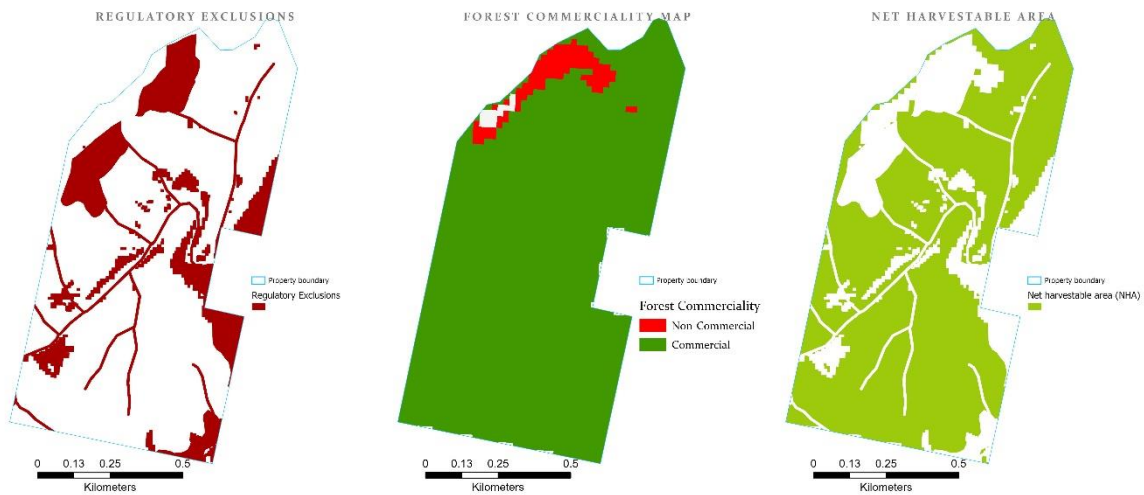 REGULATORY EXCLUSIONS
Property boundary
Regulatory Exclusions
0 0.13 0.25 0.5
Kilometers
FOREST COMMERCIALITY MAP
Property boundary
Forest Commerciality
Non-Commercial
Commercial
0 0.13 0.25 0.5
Kilometers
NET HARVESTABLE AREA
Property boundary
Net harvestable area (NHA)
0 0.13 0.25 0.5
Kilometers